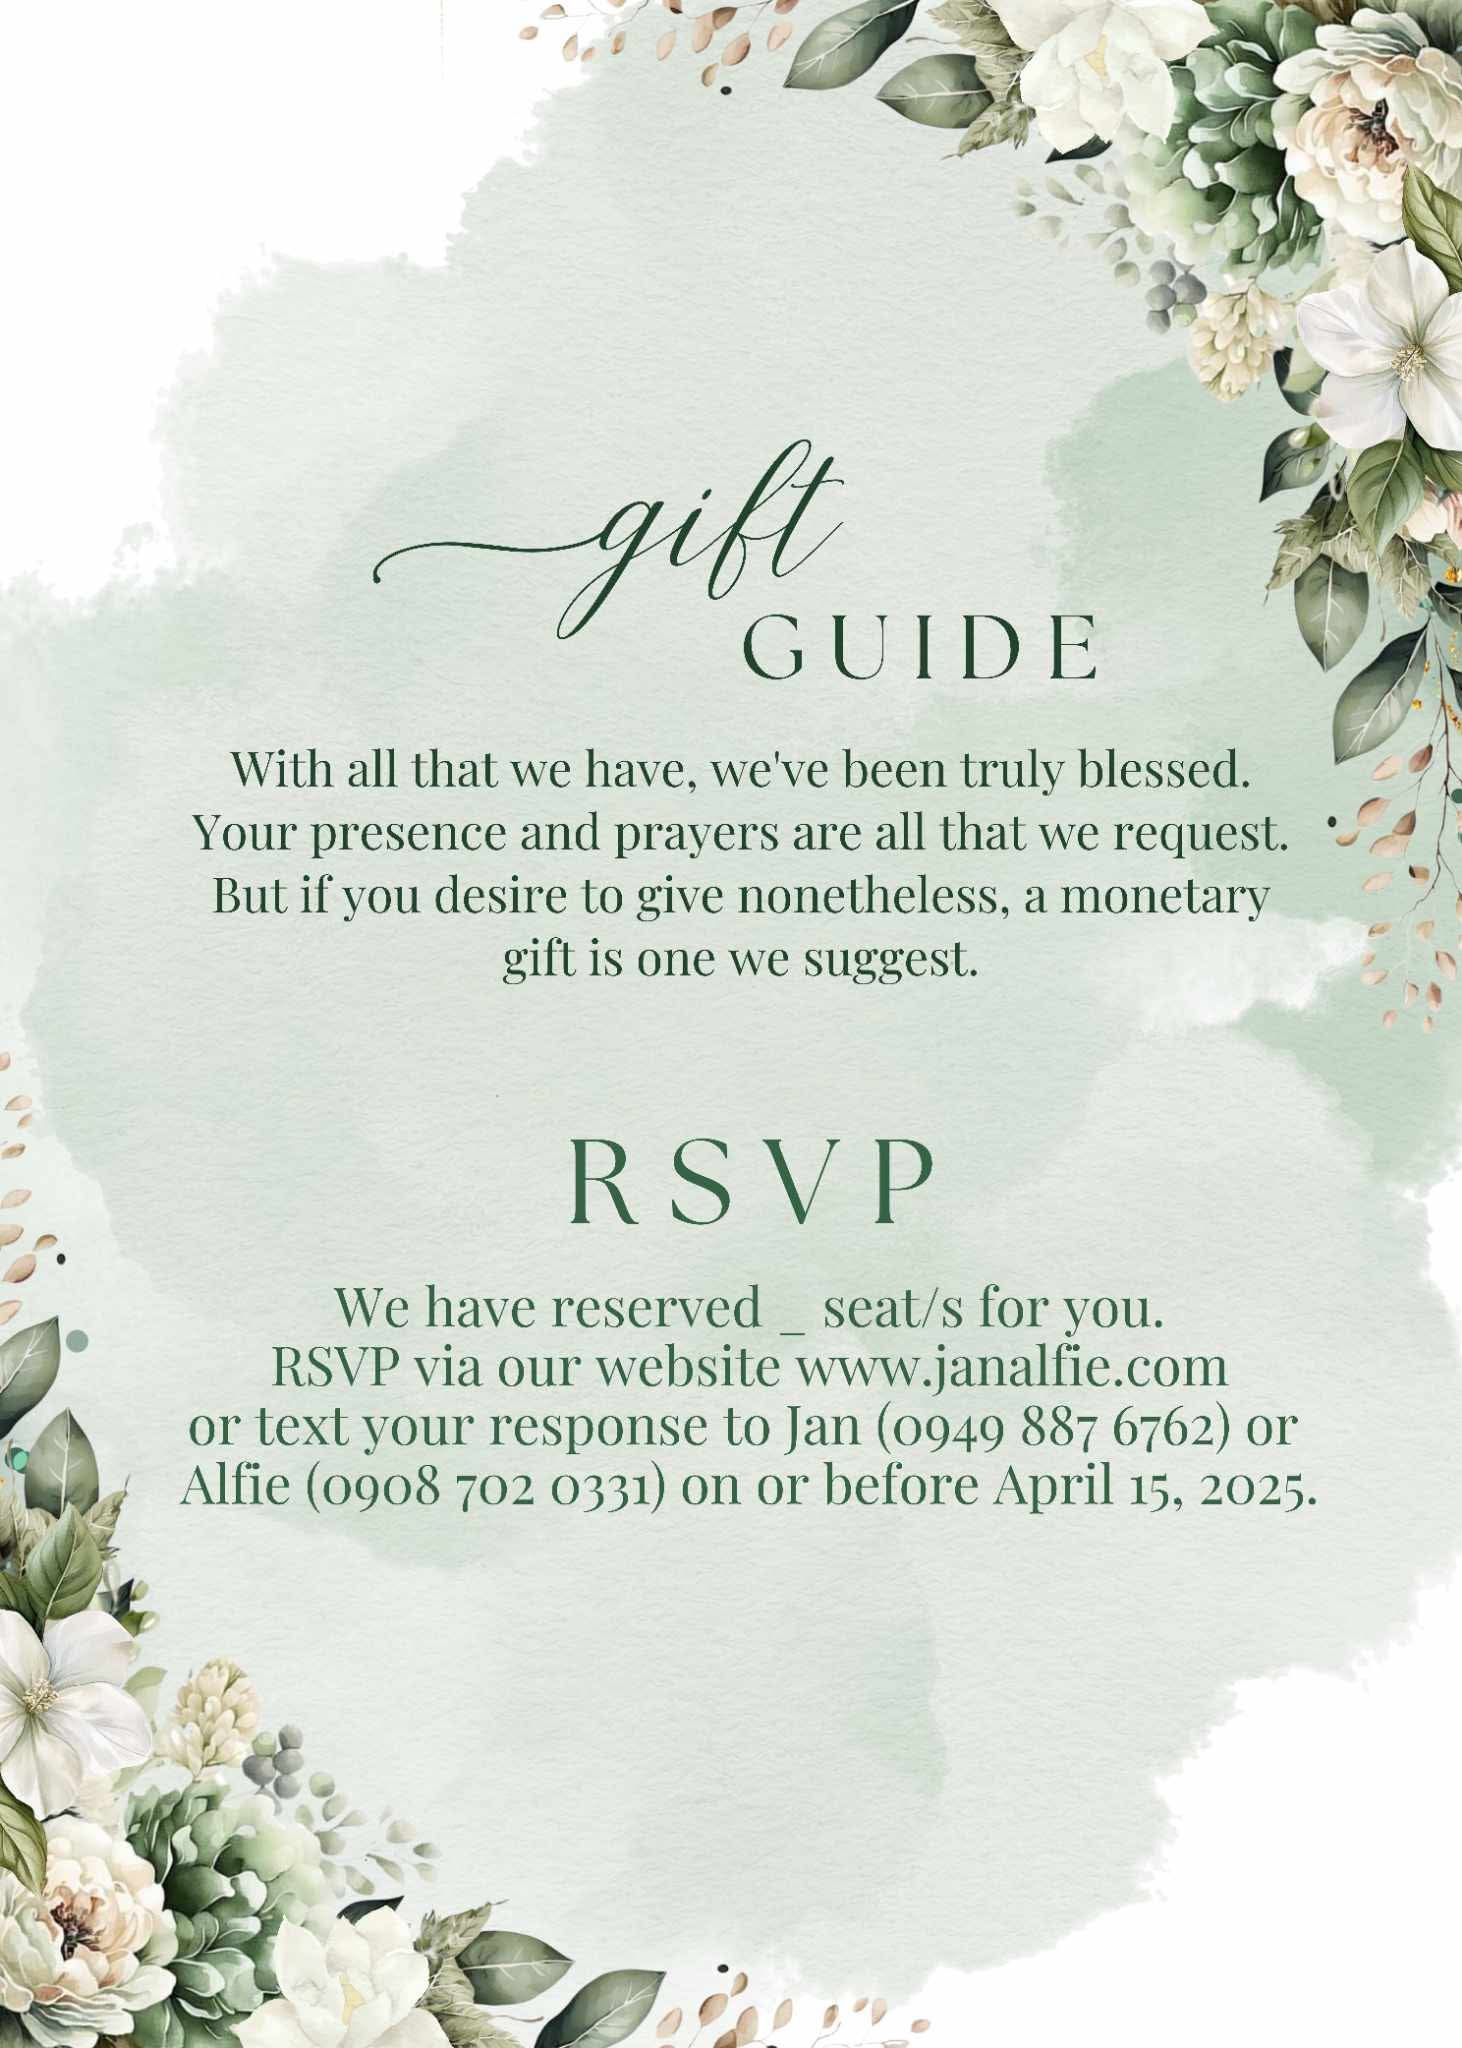 gift
GUIDE
With all that we have, we've been truly blessed.
Your presence and prayers are all that we request.
But if you desire to give nonetheless, a monetary
gift is one we suggest.
RSVP
We have reserved _ seat/s for you.
RSVP via our website www.janalfie.com
or text your response to Jan (0949 887 6762) or
Alfie (0908 702 0331) on or before April 15, 2025.